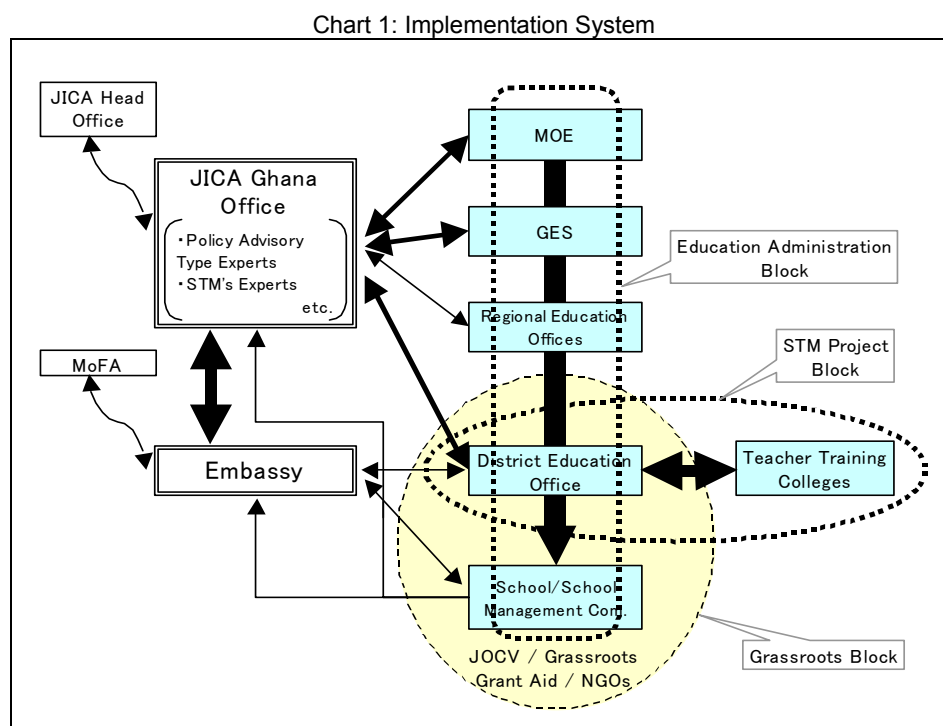 Chart 1: Implementation System
JICA Head
Office
JICA Ghana
Office
・Policy Advisory
Type Experts
・STM's Experts
etc.
MOE
GES
Education Administration
Block
Regional Education
Offices
MoFA
STM Project
Block
Embassy
District Education
Office
Teacher Training
Colleges
School/School
Management Com.
JOCV / Grassroots
Grant Aid / NGOs
Grassroots Block